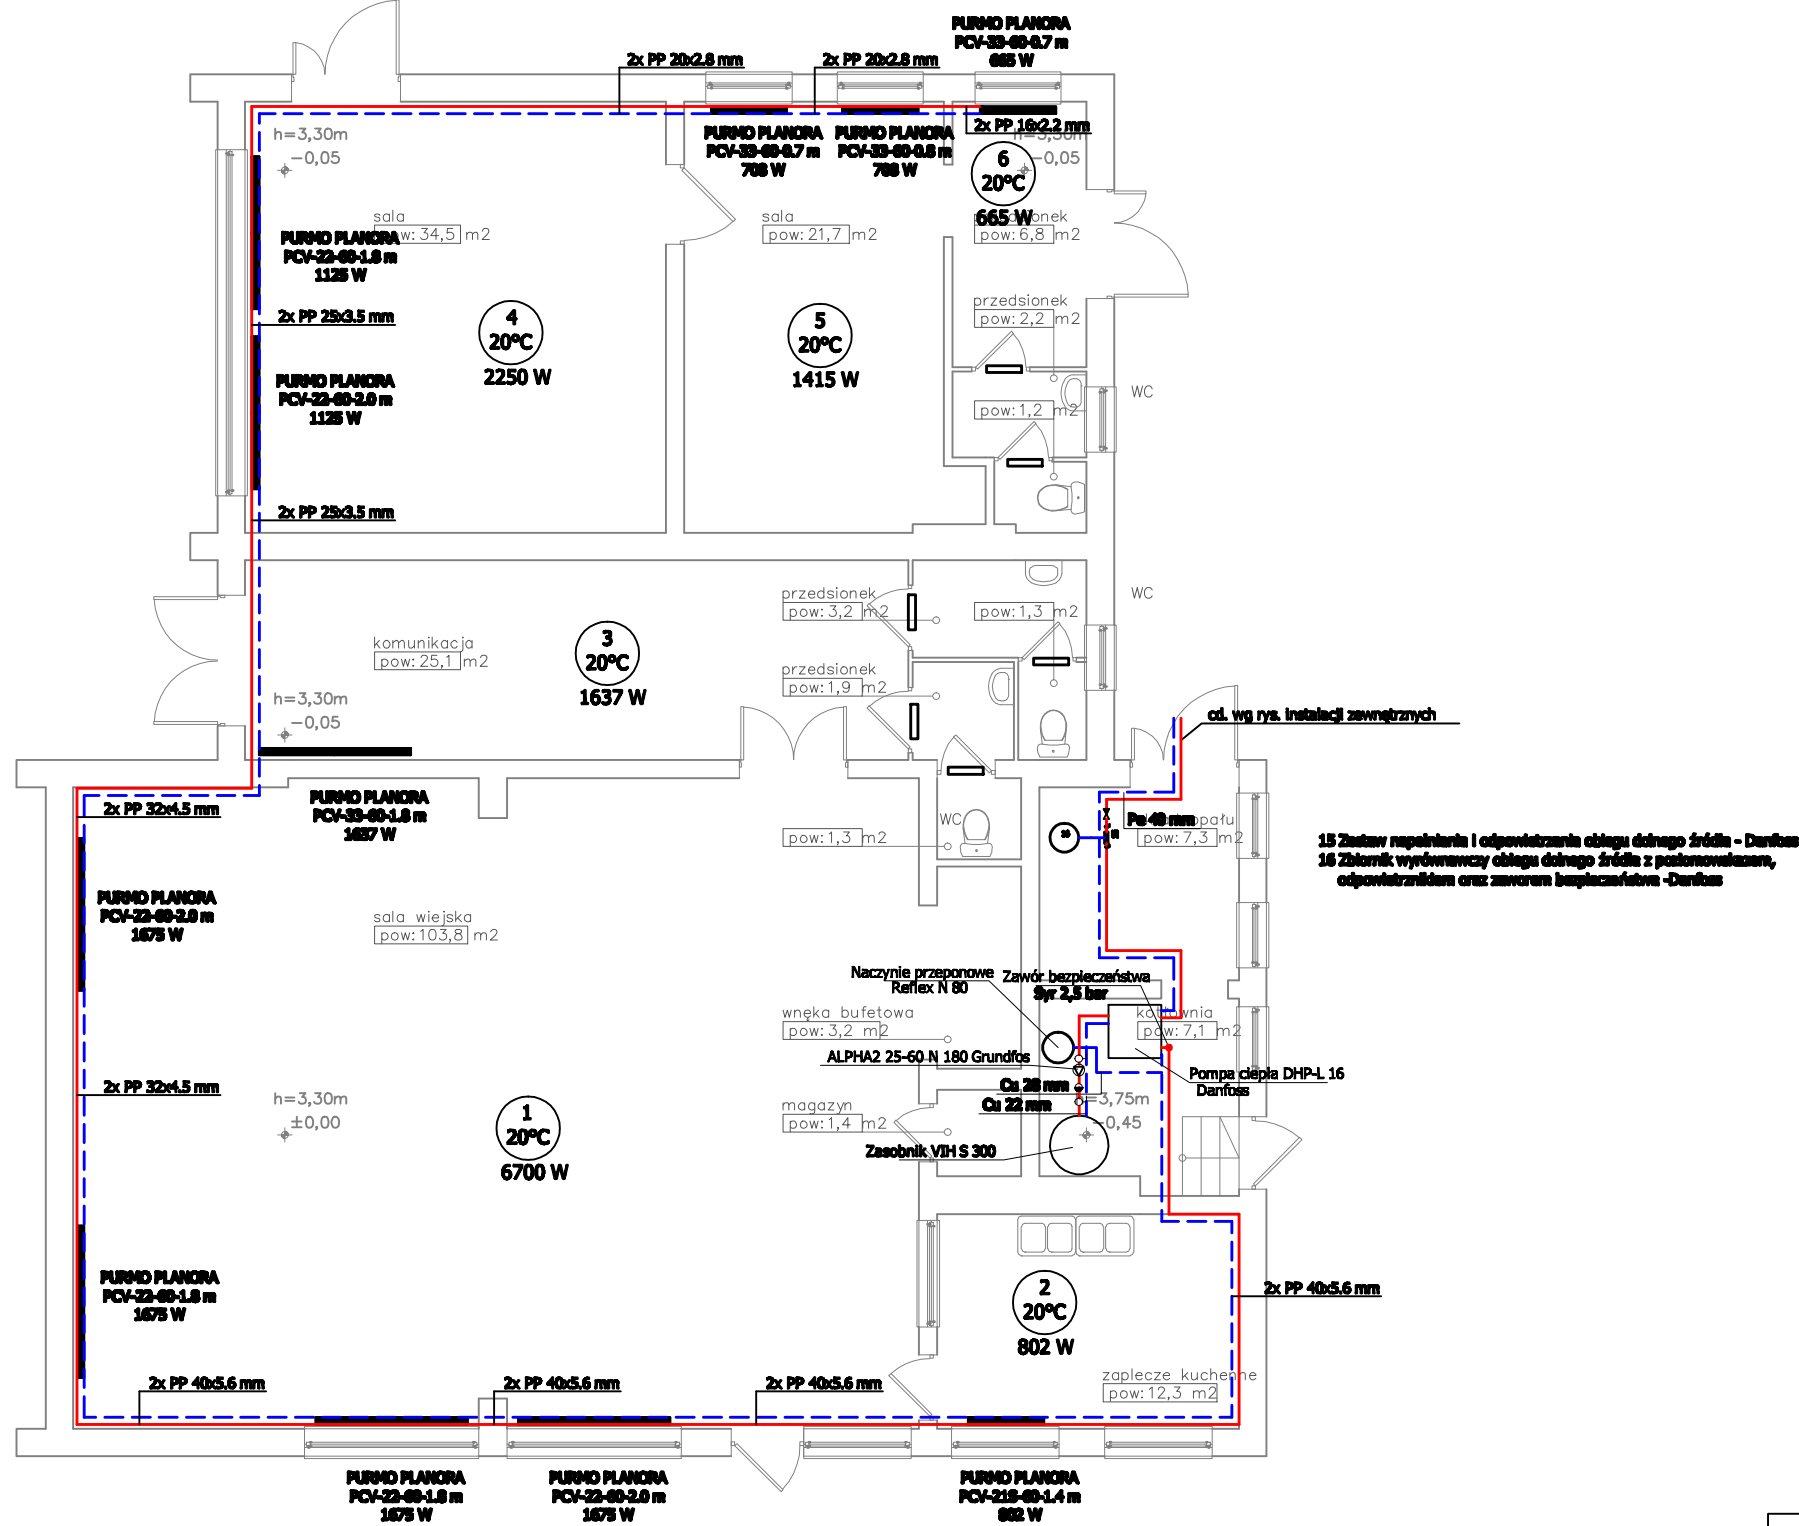 PURMO PLANORA
PCV-33-60-0.7 m
665 W
2x PP 20x2.8 mm
2x PP 20x2.8 mm
2x PP 16x2.2 mm
h=3,30m
-0,05
PURMO PLANORA
PCV-33-60-0.7 m
708 W
PURMO PLANORA
PCV-33-60-0.8 m
-0,05
6
20°C
665 W
pow:6,8 m2
sala
pow:34,5 m2
sala
pow:21,7 m2
PURMO PLANORA
PCV-22-60-1.8 m
1125 W
przedsionek
pow:2,2 m2
2x PP 25x3.5 mm
4
20°C
2250 W
5
20°C
1415 W
PURMO PLANORA
PCV-22-60-2.0 m
1125 W
WC
pow:1,2 m2
2x PP 25x3.5 mm
przedsionek
pow:3,2 m2
pow:1,3 m2
WC
komunikacja
pow:25,1 m2
3
20°C
1637 W
przedsionek
pow:1,9 m2
h=3,30m
-0,05
cd. wg rys. instalacji zewnętrznych
2x PP 32x4.5 mm
PURMO PLANORA
PCV-33-60-1.8 m
1637 W
WC
pow:1,3 m2
Pe 40 mm
pow:7,3 m2
15 Zestaw napełniania i odpowietrzania obiegu dolnego źródła - Danfoss
16 Zbiornik wyrównawczy obiegu dolnego źródła z poziomowskazem,
odpowietrznikiem oraz zaworem bezpieczeństwa -Danfoss
PURMO PLANORA
PCV-22-60-2.0 m
1675 W
sala wiejska
pow:103,8 m2
Naczynie przeponowe
Reflex N 80
Zawór bezpieczeństwa
Syr 2,5 bar
wnęka bufetowa
pow:3,2 m2
kotłownia
pow:7,1 m2
ALPHA2 25-60 N 180 Grundfos
Pompa ciepła DHP-L 16
Danfoss
2x PP 32x4.5 mm
Cu 28 mm
Cu 22 mm
h=3,30m
±0,00
magazyn
pow:1,4 m2
=3,75m
-0,45
1
20°C
6700 W
Zasobnik VIH S 300
PURMO PLANORA
PCV-22-60-1.8 m
1675 W
2
20°C
802 W
2x PP 40x5.6 mm
zaplecze kuchenne
pow:12,3 m2
2x PP 40x5.6 mm
2x PP 40x5.6 mm
2x PP 40x5.6 mm
PURMO PLANORA
PCV-22-60-1.8 m
1675 W
PURMO PLANORA
PCV-22-60-2.0 m
1675 W
PURMO PLANORA
PCV-21S-60-1.4 m
802 W